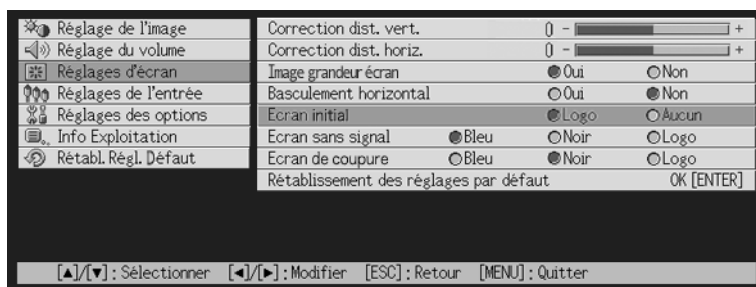 Réglage de l'image
Réglage du volume
Réglages d'écran
Réglages de l'entrée
Réglages des options
Info Exploitation
Rétabl. Régl. Défaut
Correction dist. vert. 0 - +
Correction dist. horiz. 0 - +
Image grandeur écran Oui Non
Basculement horizontal Oui Non
Ecran initial Logo Aucun
Ecran sans signal Bleu Noir Logo
Ecran de coupure Bleu Noir Logo
Rétablissement des réglages par défaut OK [ENTER]
[▲]/[▼] : Sélectionner [◄]/[►] : Modifier [ESC] : Retour [MENU] : Quitter